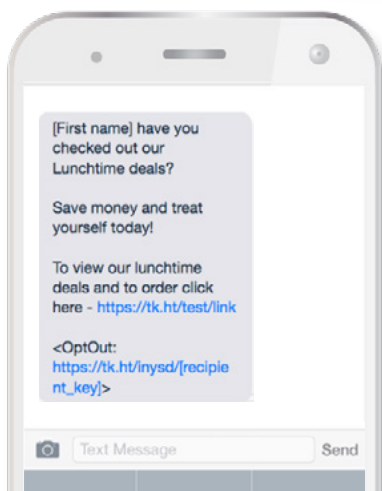 [First name] have you
checked out our
Lunchtime deals?
Save money and treat
yourself today!
To view our lunchtime
deals and to order click
here - https://tk.ht/test/link
<OptOut:
https://tk.ht/inysd/[recipie
nt_key]>
Text Message
Send